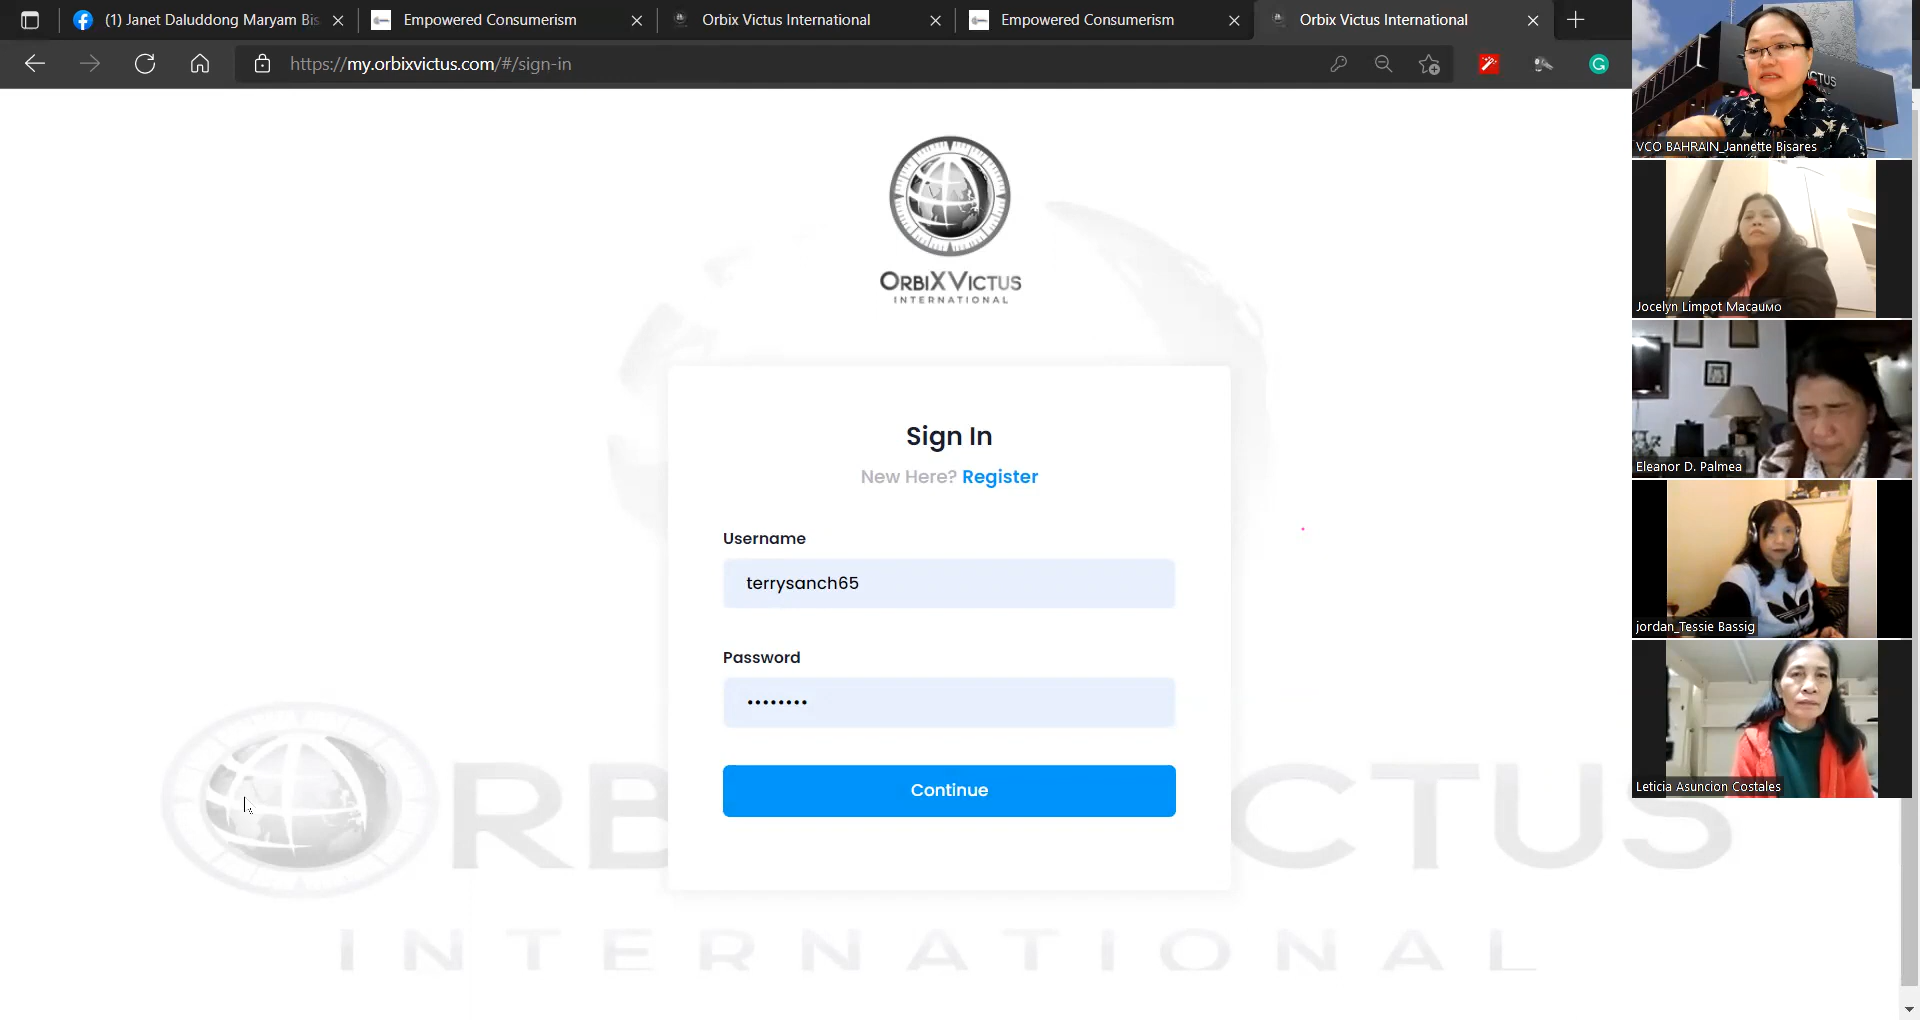 (1) Janet Daluddong Maryam Bis
Empowered Consumerism
Orbix Victus International
Empowered Consumerism
Orbix Victus International
https://my.orbixvictus.com/#/sign-in
G
VCO BAHRAIN_Jannette Bisares
ORBIXVICTUS
INTERNATIONAL
Jocelyn Limpot Macaumo
Sign In
New Here? Register
Eleanor D. Palmea
Username
terrysanch65
jordan_Tessie Bassig
Password
••••••••
Continue
Leticia Asuncion Costales
INTERNATIONAL